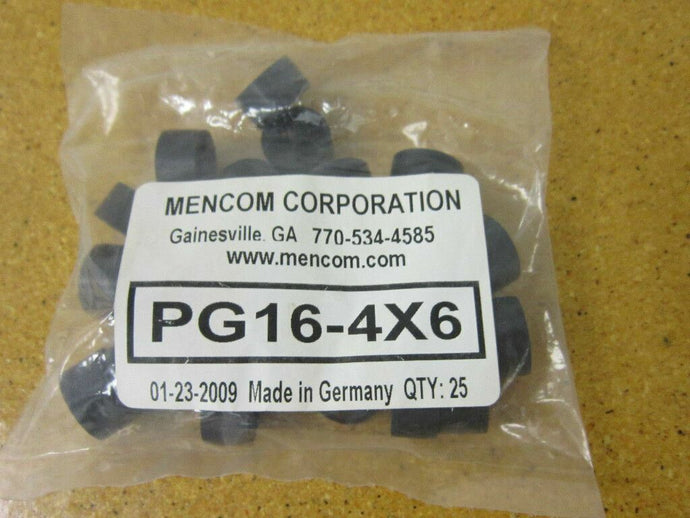 MENCOM CORPORATION
Gainesville, GA 770-534-4585
www.mencom.com
PG16-4X6
01-23-2009 Made in Germany QTY: 25